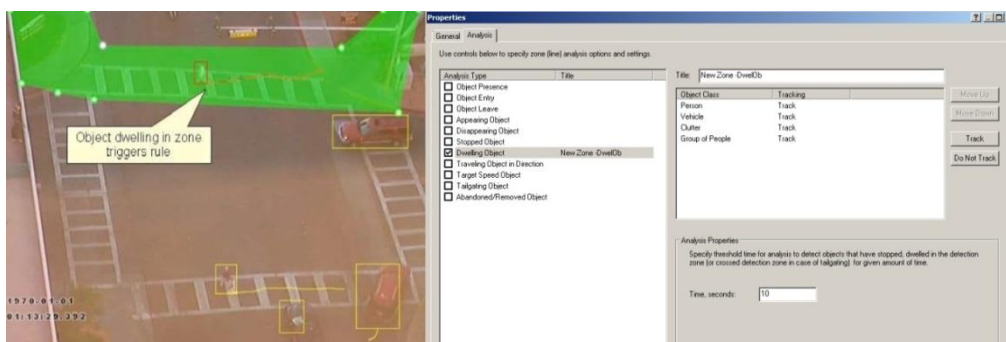 Object dwelling in zone
triggers rule
1970-01-01
01:13:29.392
Properties
General Analysis
Use controls below to specify zone (line) analysis options and settings.
Analysis Type Title
Object Presence
Object Entry
Object Leave
Appearing Object
Disappearing Object
Stopped Object
Dwelling Object New Zone -DwelOb
Traveling Object in Direction
Target Speed Object
Tailgating Object
Abandoned/Removed Object
Title: New Zone -DwelOb
Object Class Tracking
Person Track
Vehicle Track
Clutter Track
Group of People Track
Move Up
Move Down
Track
Do Not Track
Analysis Properties
Specify threshold time for analysis to detect objects that have stopped, dwelled in the detection
zone (or crossed detection zone in case of tailgating) for given amount of time.
Time, seconds: 10